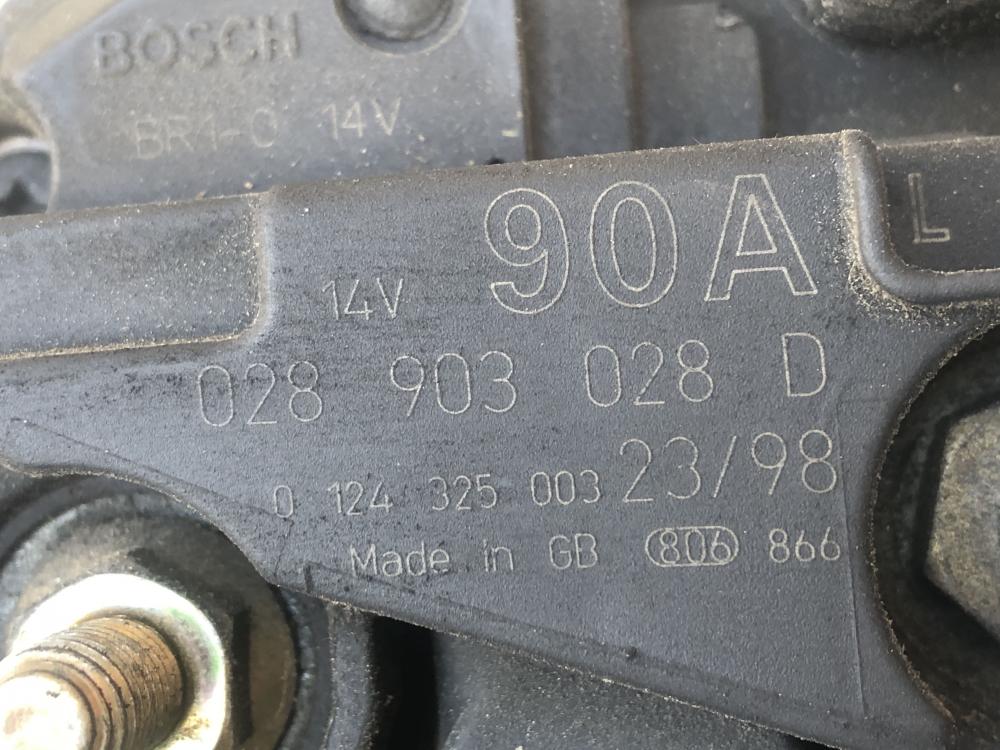 BOSCH
BR1-0 14V
14V 90A L
028 903 028 D
0 124 325 003 23/98
Made in GB 806 866